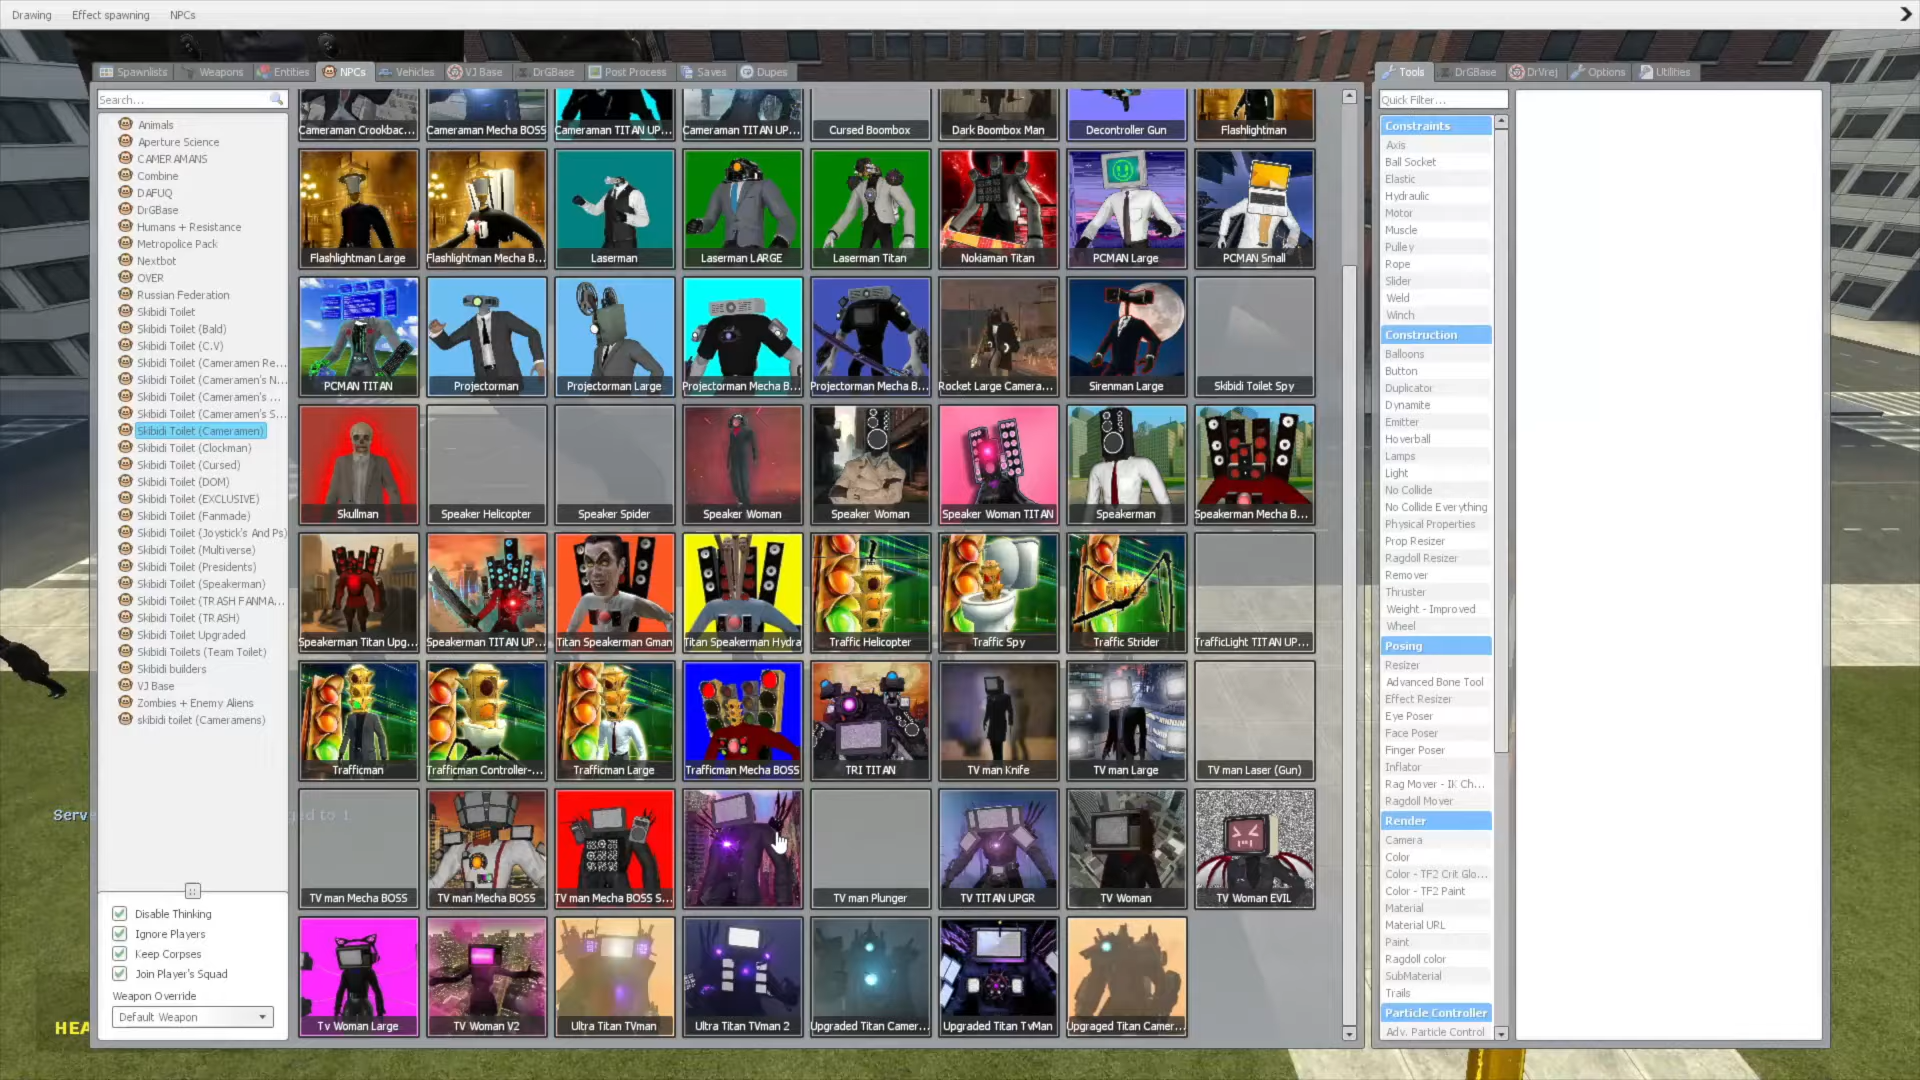 Drawing Effect spawning NPCs
Spawnlists Weapons Entities NPCs Vehicles VJ Base DrGBase Post Process Saves Dupes
Search...
Animals
Aperture Science
CAMERAMANS
Combine
DAFUQ
DrGBase
Humans + Resistance
Metropolice Pack
Nextbot
OVER
Russian Federation
Skibidi Toilet
Skibidi Toilet (Bald)
Skibidi Toilet (C.V)
Skibidi Toilet (Cameramen Re...
Skibidi Toilet (Cameramen's N...
Skibidi Toilet (Cameramen's ...
Skibidi Toilet (Cameramen's S...
Skibidi Toilet (Cameramen)
Skibidi Toilet (Clockman)
Skibidi Toilet (Cursed)
Skibidi Toilet (DOM)
Skibidi Toilet (EXCLUSIVE)
Skibidi Toilet (Fanmade)
Skibidi Toilet (Joystick's And Ps)
Skibidi Toilet (Multiverse)
Skibidi Toilet (Presidents)
Skibidi Toilet (Speakerman)
Skibidi Toilet (TRASH FANMA...
Skibidi Toilet (TRASH)
Skibidi Toilet Upgraded
Skibidi Toilets (Team Toilet)
Skibidi builders
VJ Base
Zombies + Enemy Aliens
skibidi toilet (Cameramens)
Serv
ged to 1
Disable Thinking
Ignore Players
Keep Corpses
Join Player's Squad
Weapon Override
Default Weapon
HEA
Cameraman Crookbac... Cameraman Mecha BOSS Cameraman TITAN UP... Cameraman TITAN UP... Cursed Boombox Dark Boombox Man Decontroller Gun Flashlightman
Flashlightman Large Flashlightman Mecha B... Laserman Laserman LARGE Laserman Titan Nokiaman Titan PCMAN Large PCMAN Small
PCMAN TITAN Projectorman Projectorman Large Projectorman Mecha B... Projectorman Mecha B... Rocket Large Camera... Sirenman Large Skibidi Toilet Spy
Skullman Speaker Helicopter Speaker Spider Speaker Woman Speaker Woman Speaker Woman TITAN Speakerman Speakerman Mecha B...
Speakerman Titan Upg... Speakerman TITAN UP... Titan Speakerman Gman Titan Speakerman Hydra Traffic Helicopter Traffic Spy Traffic Strider TrafficLight TITAN UP...
Trafficman Trafficman Controller-... Trafficman Large Trafficman Mecha BOSS TRI TITAN TV man Knife TV man Large TV man Laser (Gun)
TV man Mecha BOSS TV man Mecha BOSS TV man Mecha BOSS S... TV man Plunger TV TITAN UPGR TV Woman TV Woman EVIL
Tv Woman Large TV Woman V2 Ultra Titan TVman Ultra Titan TVman 2 Upgraded Titan Camer... Upgraded Titan TvMan Upgraged Titan Camer...
Tools DrGBase DrVrej Options Utilities
Quick Filter...
Constraints
Axis
Ball Socket
Elastic
Hydraulic
Motor
Muscle
Pulley
Rope
Slider
Weld
Winch
Construction
Balloons
Button
Duplicator
Dynamite
Emitter
Hoverball
Lamps
Light
No Collide
No Collide Everything
Physical Properties
Prop Resizer
Ragdoll Resizer
Remover
Thruster
Weight - Improved
Wheel
Posing
Resizer
Advanced Bone Tool
Effect Resizer
Eye Poser
Face Poser
Finger Poser
Inflator
Rag Mover - IK Ch...
Ragdoll Mover
Render
Camera
Color
Color - TF2 Crit Glo...
Color - TF2 Paint
Material
Material URL
Paint
Ragdoll color
SubMaterial
Trails
Particle Controller
Adv. Particle Control